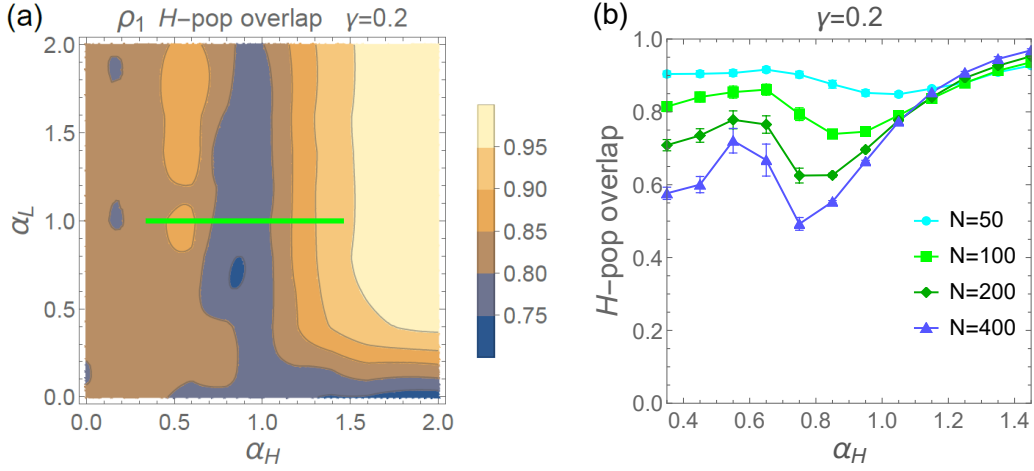 (a)
ρ1 H-pop overlap γ=0.2
2.0
1.5
1.0
0.5
0.0
αL
0.0 0.5 1.0 1.5 2.0
αH
0.95
0.90
0.85
0.80
0.75
(b)
γ=0.2
1.0
0.8
0.6
0.4
0.2
0.0
H-pop overlap
0.4 0.6 0.8 1.0 1.2 1.4
αH
N=50
N=100
N=200
N=400